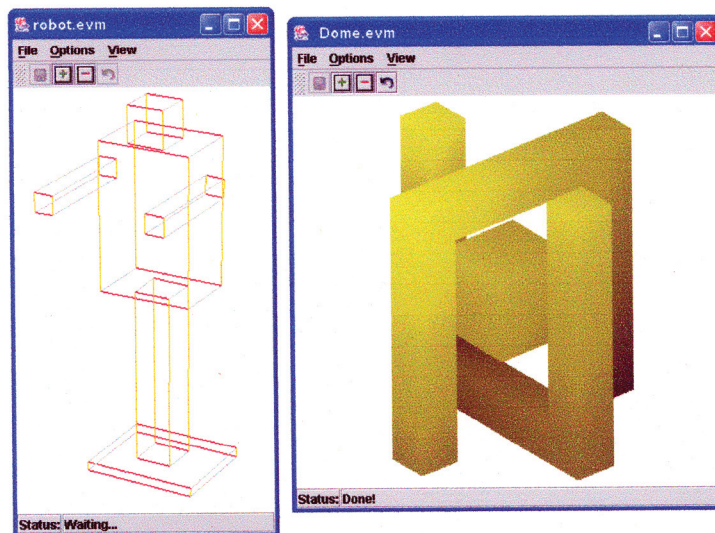 robot.evm
File Options View
Status: Waiting...
Dome.evm
File Options View
Status: Done!